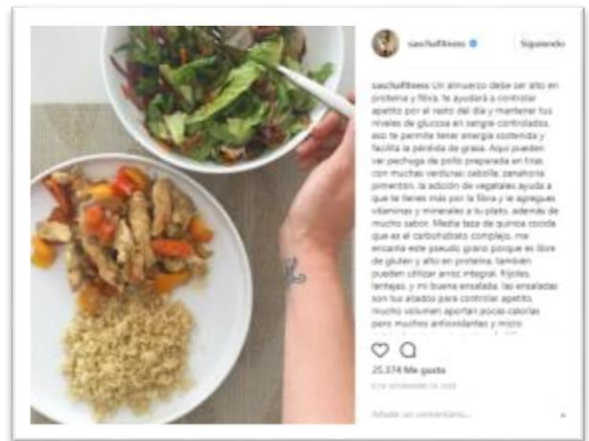 saschafitness Siguiendo
saschafitness Un almuerzo debe ser alto en
proteína y fibra, te ayudará a controlar
apetito por el resto del día y mantener tus
niveles de glucosa en sangre controlados,
eso te permite tener energía sostenida y
facilita la pérdida de grasa. Aquí pueden
ver pechuga de pollo preparada en tiras
con muchas verduras: cebolla, zanahoria
pimentón, la adición de vegetales ayuda a
que te llenes más por la fibra y le agregues
vitaminas y minerales a tu plato, además de
mucho sabor. Media taza de quinoa cocida
que es el carbohidrato complejo, me
encanta este pseudo grano porque es libre
de gluten y alto en proteína. también
pueden utilizar arroz integral, frijoles,
lentejas. y mi buena ensalada, las ensaladas
son tus aliados para controlar apetito,
mucho volumen aportan pocas calorías
pero muchos antioxidantes y micro
25.374 Me gusta
DE NOVIEMBRE DE
Añade un comentario...